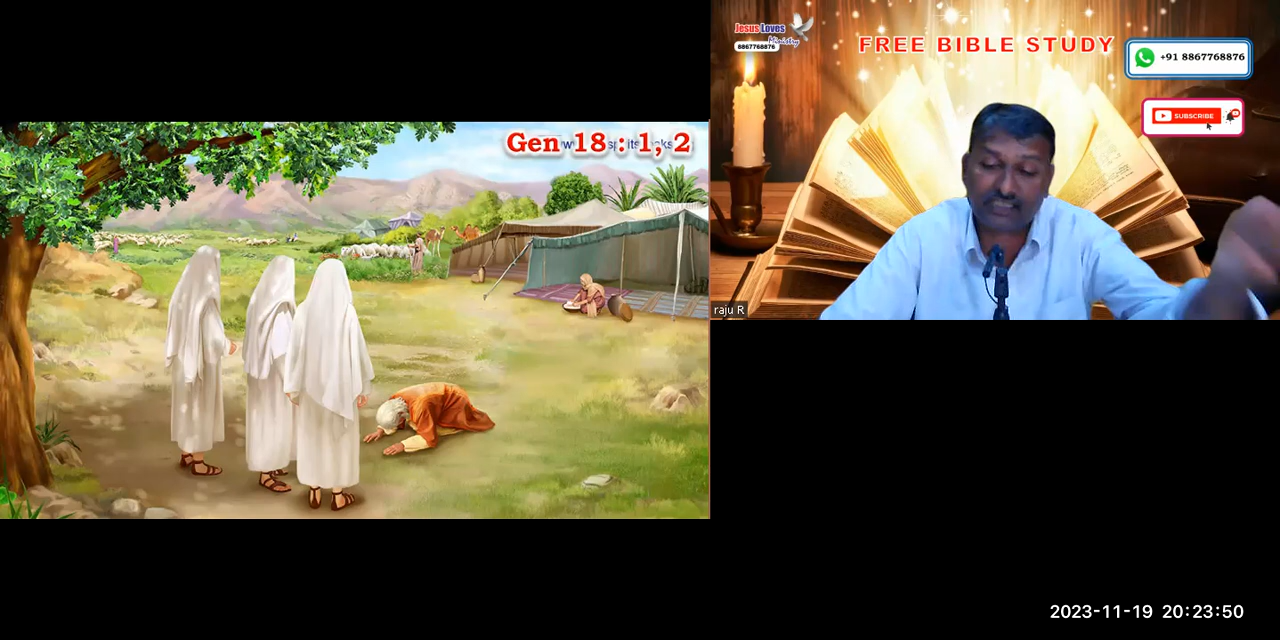 Gen 18 : 1, 2
Jesus Loves
Ministry
8867768876
FREE BIBLE STUDY
+91 8867768876
SUBSCRIBE
raju R
2023-11-19 20:23:50